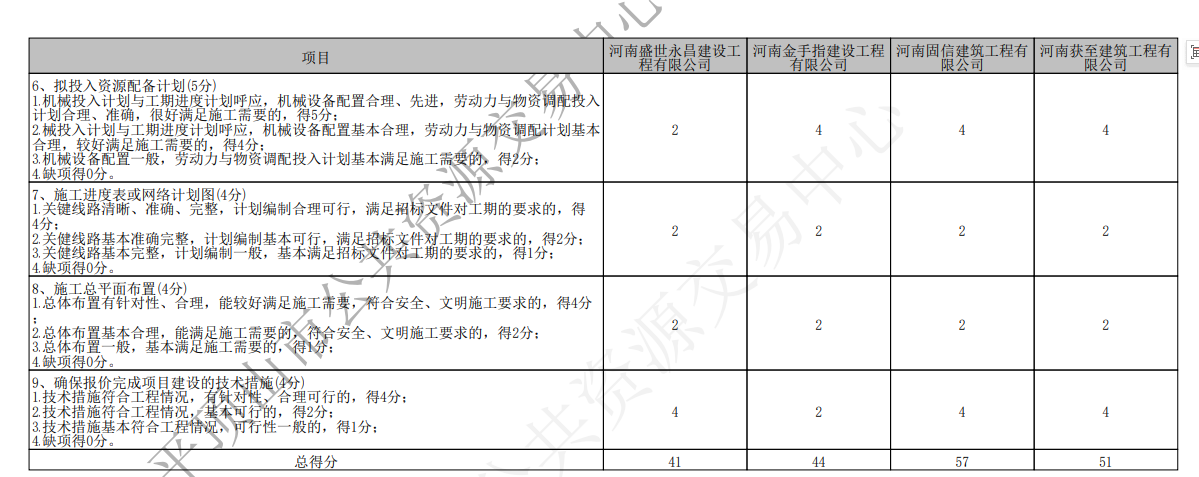 项目
河南盛世永昌建设工
程有限公司
河南金手指建设工程
有限公司
河南固信建筑工程有
限公司
河南获至建筑工程有
限公司
6、拟投入资源配备计划(5分)
1.机械投入计划与工期进度计划呼应，机械设备配置合理、先进，劳动力与物资调配投入
计划合理、准确，很好满足施工需要的，得5分；
2.械投入计划与工期进度计划呼应，机械设备配置基本合理，劳动力与物资调配计划基本
合理，较好满足施工需要的，得4分；
3.机械设备配置一般，劳动力与物资调配投入计划基本满足施工需要的，得2分；
4.缺项得0分。
2
4
4
4
7、施工进度表或网络计划图(4分)
1.关键线路清晰、准确、完整，计划编制合理可行，满足招标文件对工期的要求的，得
4分；
2.关健线路基本准确完整，计划编制基本可行，满足招标文件对工期的要求的，得2分；
3.关健线路基本完整，计划编制一般，基本满足招标文件对工期的要求的，得1分；
4.缺项得0分。
2
2
2
2
8、施工总平面布置(4分)
1.总体布置有针对性、合理，能较好满足施工需要，符合安全、文明施工要求的，得4分
；
2.总体布置基本合理，能满足施工需要的，符合安全、文明施工要求的，得2分；
3.总体布置一般，基本满足施工需要的，得1分；
4.缺项得0分。
2
2
2
2
9、确保报价完成项目建设的技术措施(4分)
1.技术措施符合工程情况，有针对性、合理可行的，得4分；
2.技术措施符合工程情况，基本可行的，得2分；
3.技术措施基本符合工程情况，可行性一般的，得1分；
4.缺项得0分。
4
2
4
4
总得分
41
44
57
51
平顶山市公共资源交易中心
公共资源交易中心